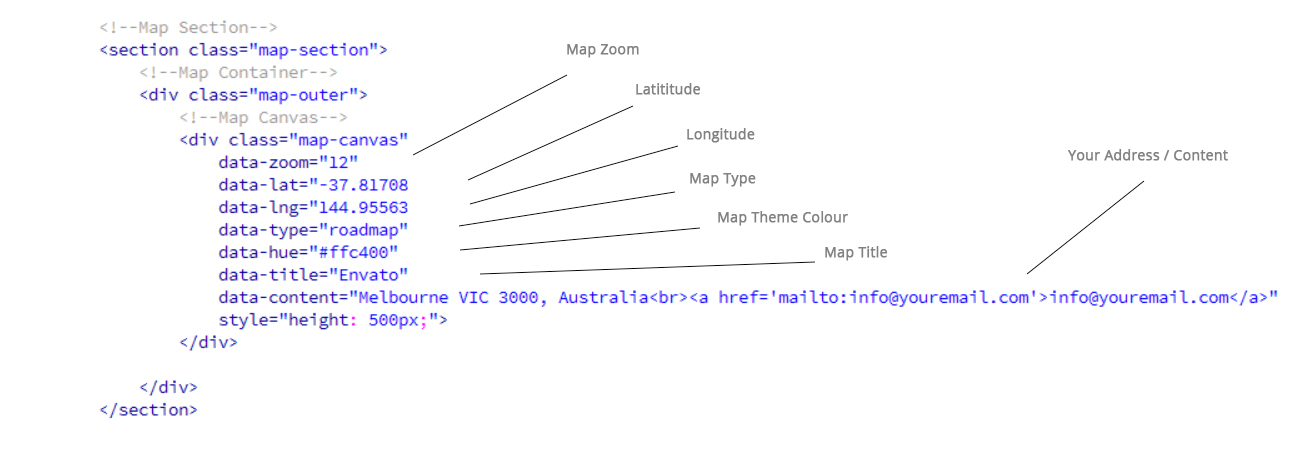 <!--Map Section-->
<section class="map-section">
Map Zoom
<!--Map Container-->
<div class="map-outer">
Latititude
<!--Map Canvas-->
<div class="map-canvas"
Longitude
data-zoom="12"
Your Address / Content
data-lat="-37.81708
Map Type
data-lng="144.95563
Map Theme Colour
data-type="roadmap"
data-hue="#ffc400"
Map Title
data-title="Envato"
data-content="Melbourne VIC 3000, Australia<br><a href='mailto:info@youremail.com'>info@youremail.com</a>"
style="height: 500px;">
</div>
</div>
</section>